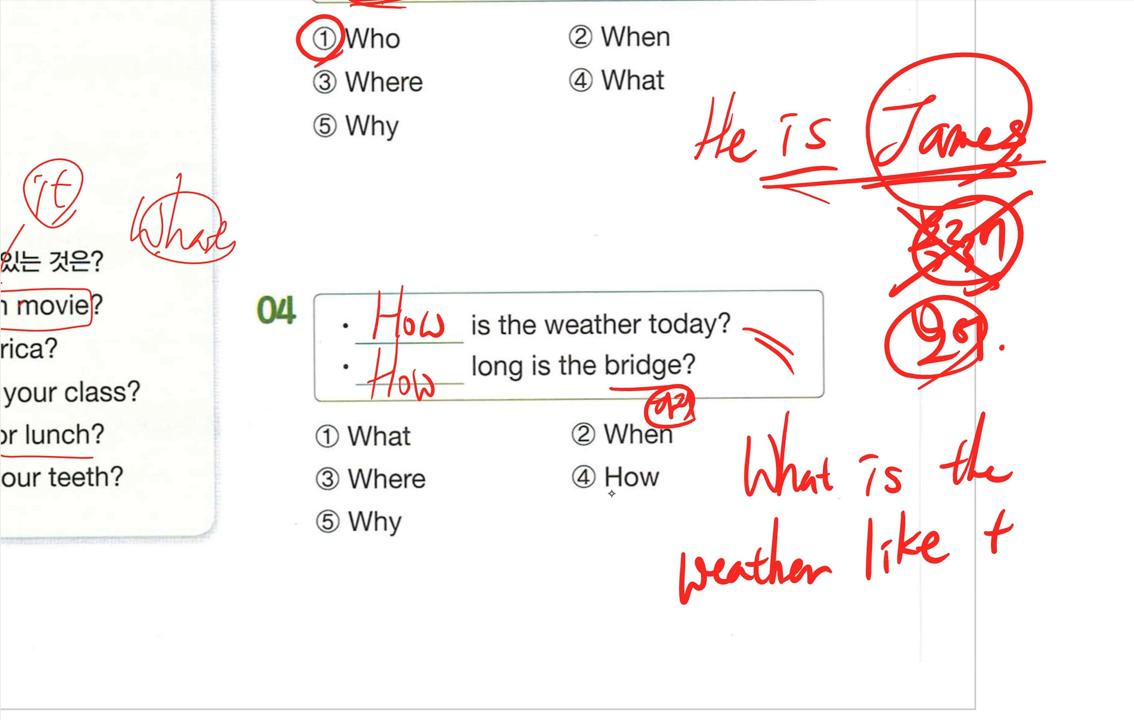 ① Who
② When
③ Where
④ What
⑤ Why
He is James
it
What
있는 것은?
movie?
rica?
your class?
or lunch?
our teeth?
04
· How is the weather today?
· How long is the bridge?
① What
② When
③ Where
④ How
⑤ Why
What is the
weather like t